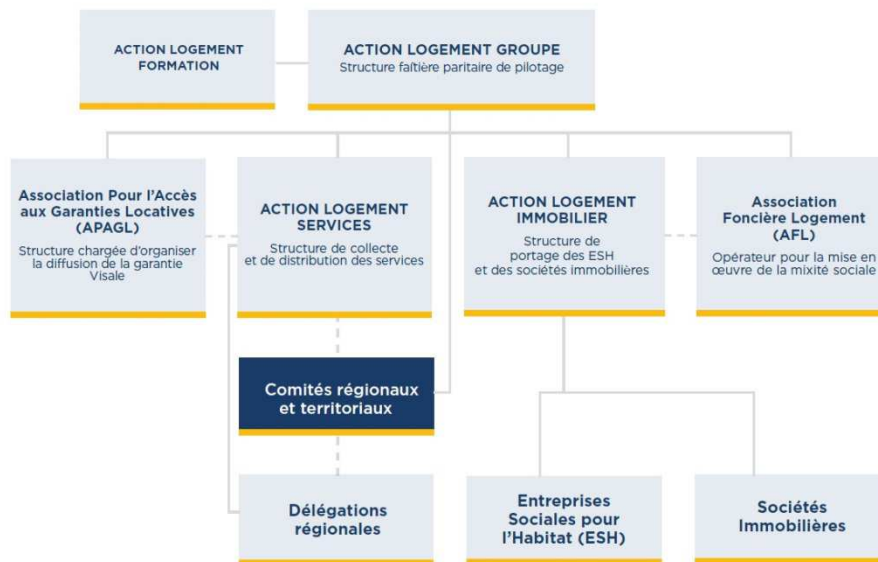 ACTION LOGEMENT
FORMATION
ACTION LOGEMENT GROUPE
Structure faîtière paritaire de pilotage
Association Pour l'Accès
aux Garanties Locatives
(APAGL)
Structure chargée d'organiser
la diffusion de la garantie
Visale
ACTION LOGEMENT
SERVICES
Structure de collecte
et de distribution des services
ACTION LOGEMENT
IMMOBILIER
Structure de
portage des ESH
et des sociétés immobilières
Association
Foncière Logement
(AFL)
Opérateur pour la mise en
œuvre de la mixité sociale
Comités régionaux
et territoriaux
Délégations
régionales
Entreprises
Sociales pour
l'Habitat (ESH)
Sociétés
Immobilières